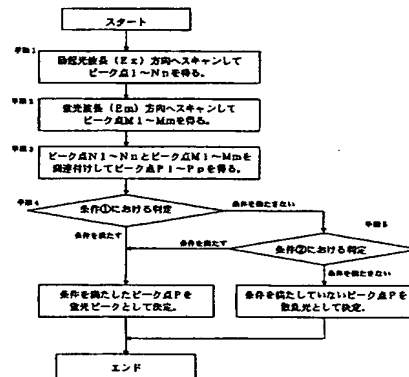 スタート
手順1
励起光波長(Ex)方向へスキャンして
ピーク点1~Nnを得る。
手順2
蛍光波長(Em)方向へスキャンして
ピーク点M1~Mmを得る。
手順3
ピーク点N1~NnとピークM1~Mmを
関連付けしてピーク点P1~Ppを得る。
手順4
条件①における判定
条件を満たさない
手順5
条件を満たす
条件を満たす
条件②における判定
条件を満たさない
条件を満たしたピーク点Pを
蛍光ピークとして決定。
条件を満たしていないピーク点Pを
散乱光として決定。
エンド